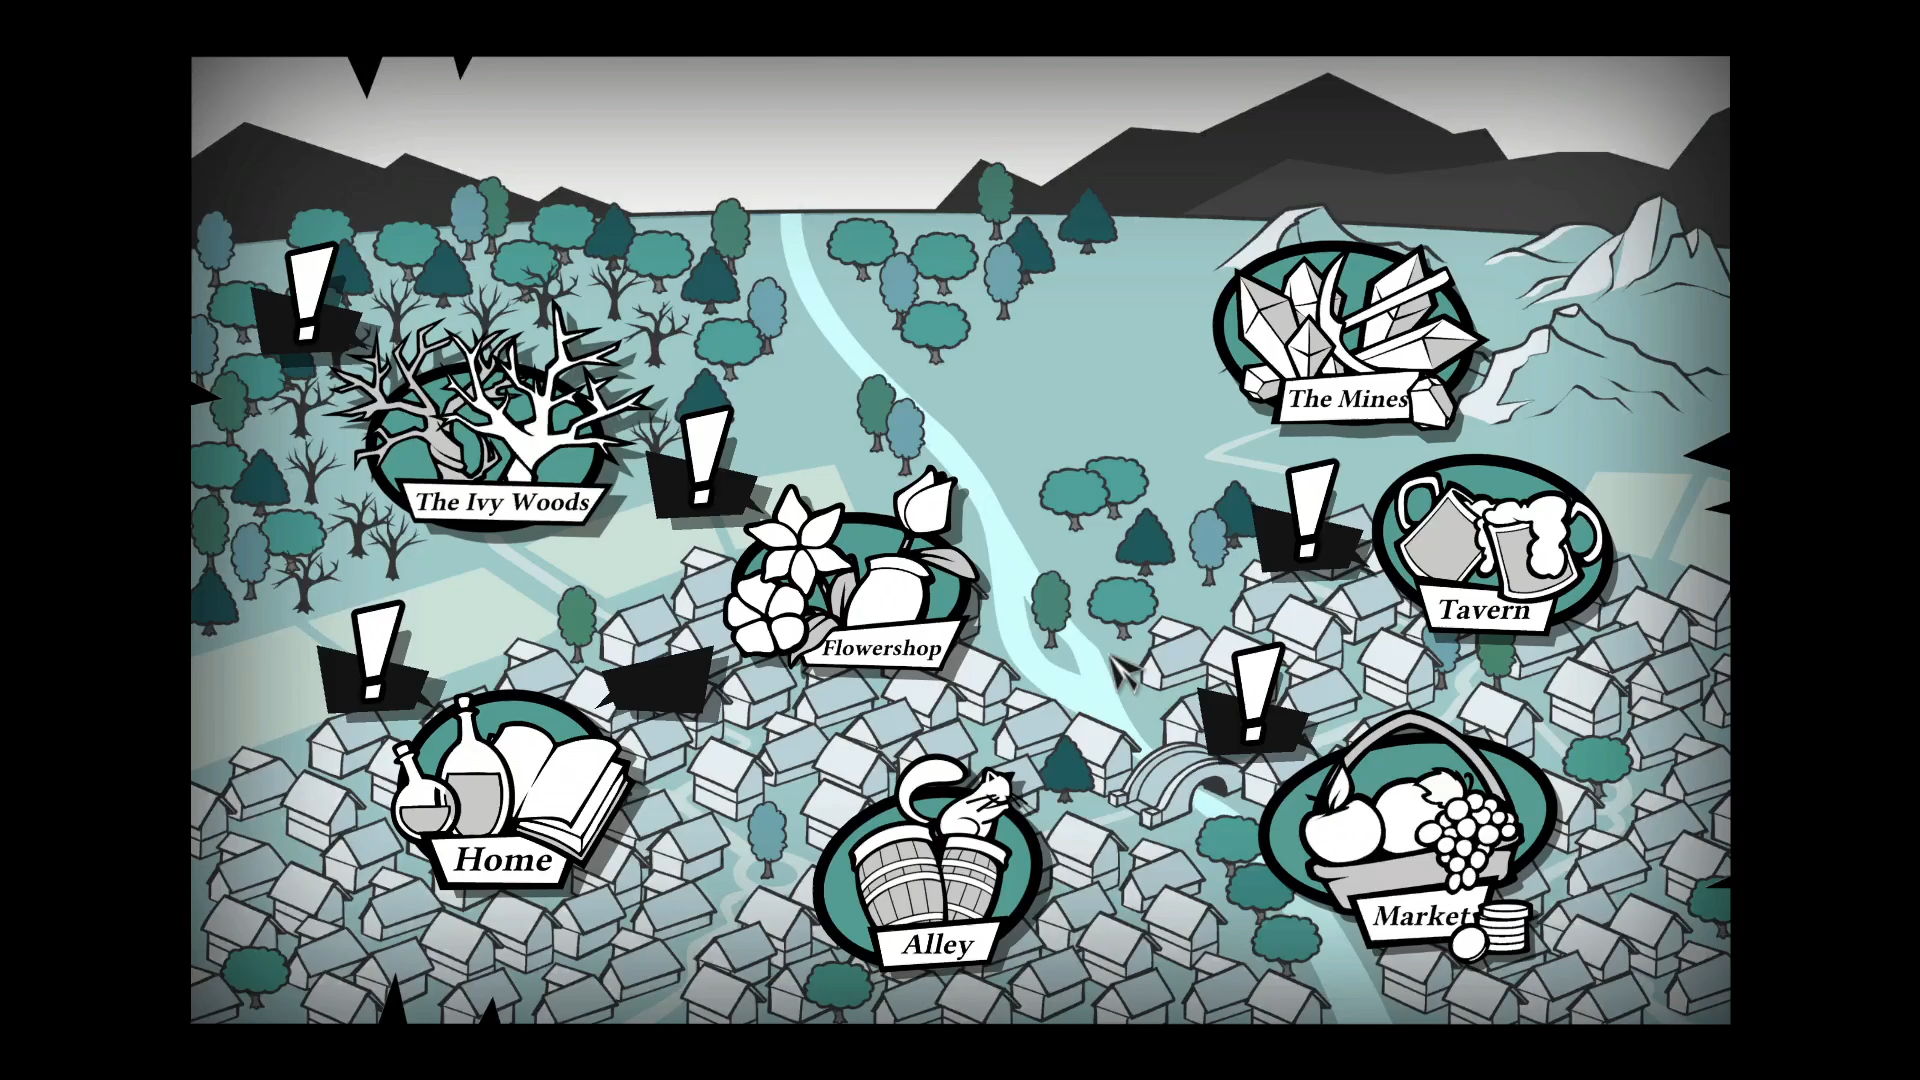 !
The Mines
!
The Ivy Woods
!
!
Tavern
!
Flowershop
!
Home
Market
Alley